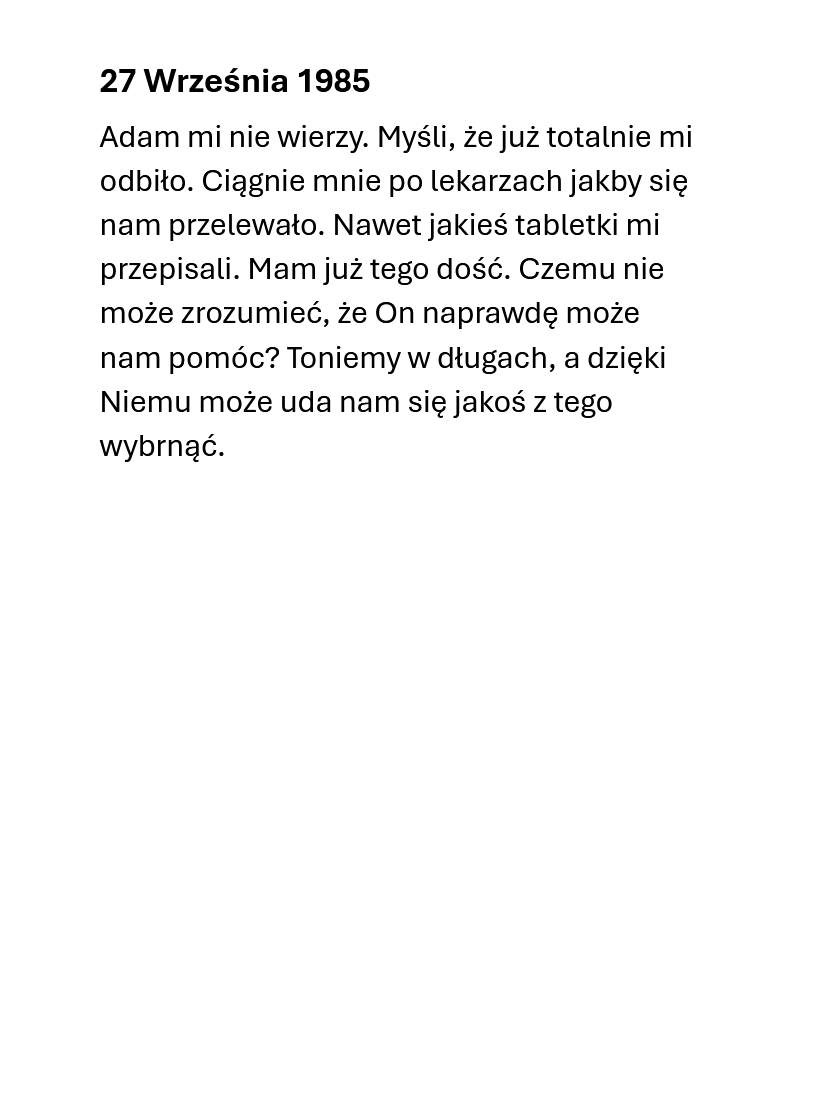 27 Września 1985
Adam mi nie wierzy. Myśli, że już totalnie mi
odbiło. Ciągnie mnie po lekarzach jakby się
nam przelewało. Nawet jakieś tabletki mi
przepisali. Mam już tego dość. Czemu nie
może zrozumieć, że On naprawdę może
nam pomóc? Toniemy w długach, a dzięki
Niemu może uda nam się jakoś z tego
wybrnąć.